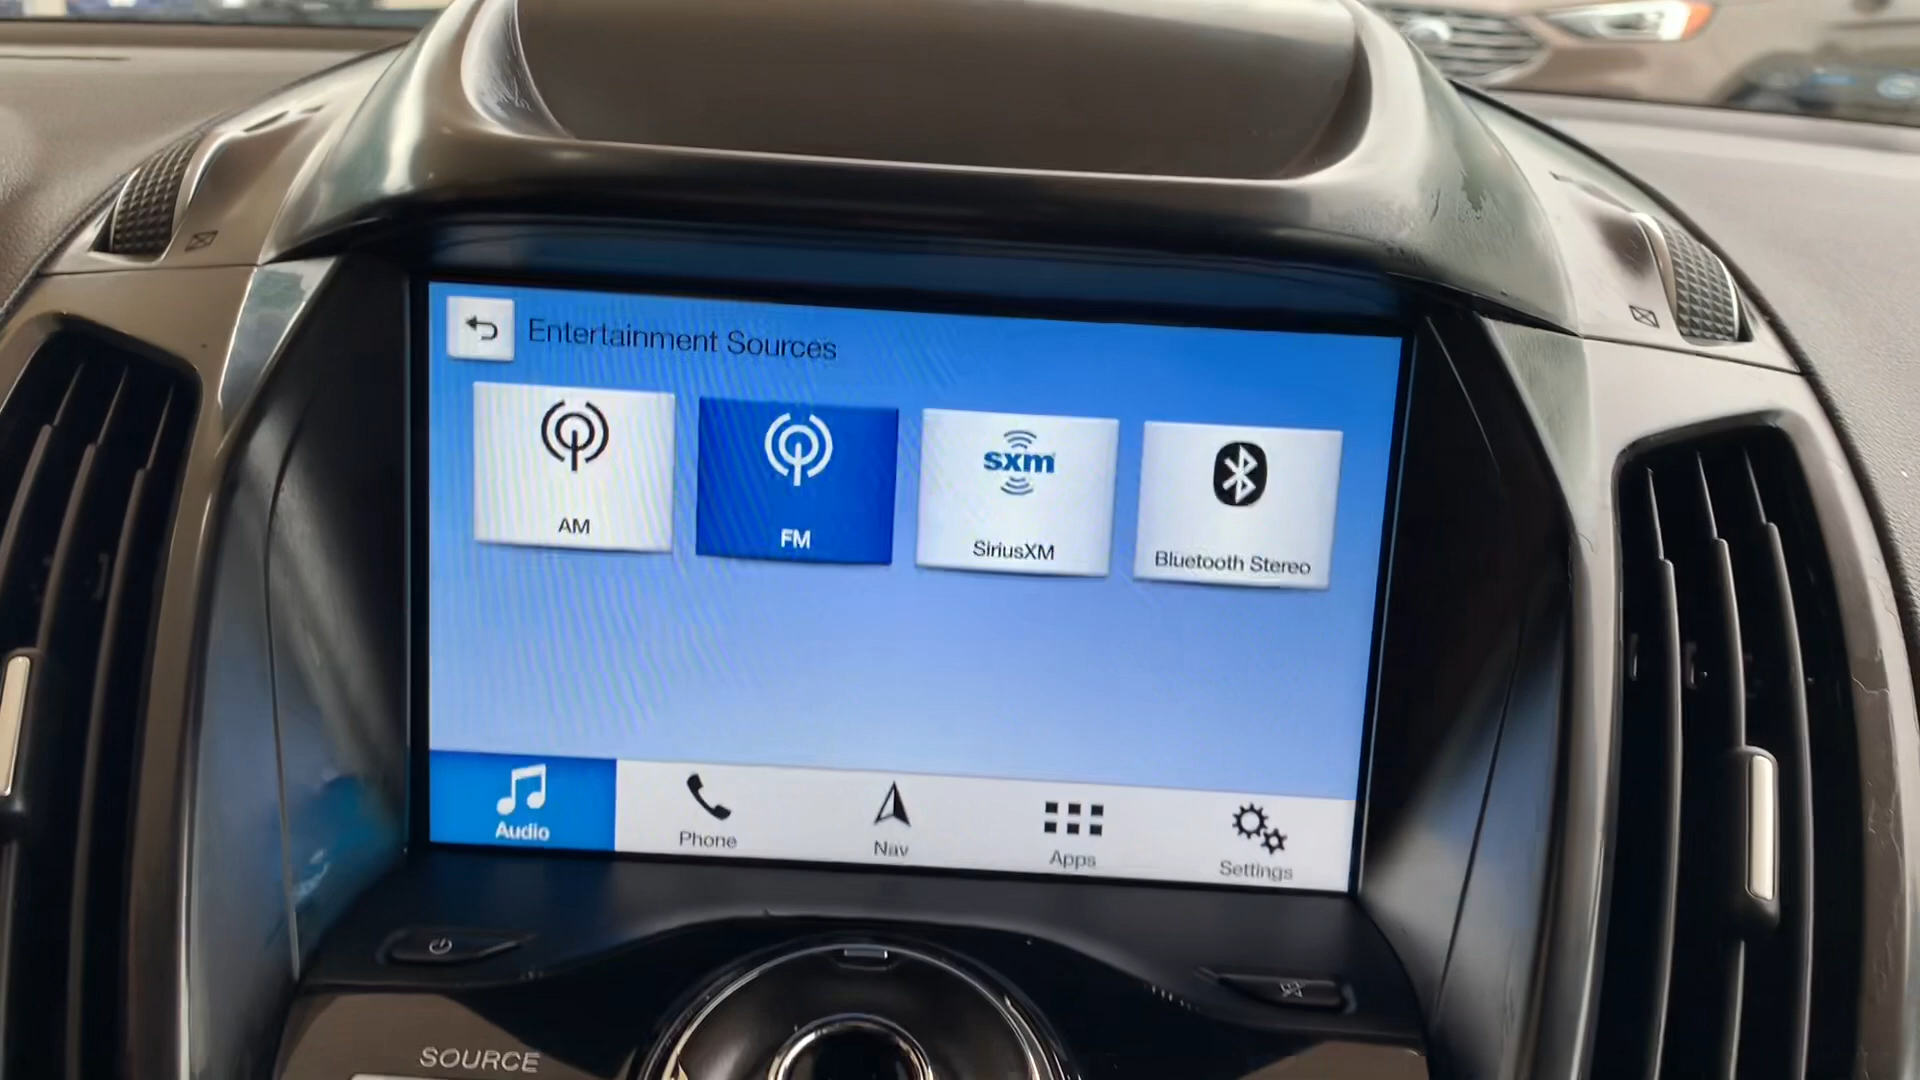 Entertainment Sources
AM
FM
sxm
SiriusXM
Bluetooth Stereo
Audio
Phone
Nav
Apps
Settings
SOURCE